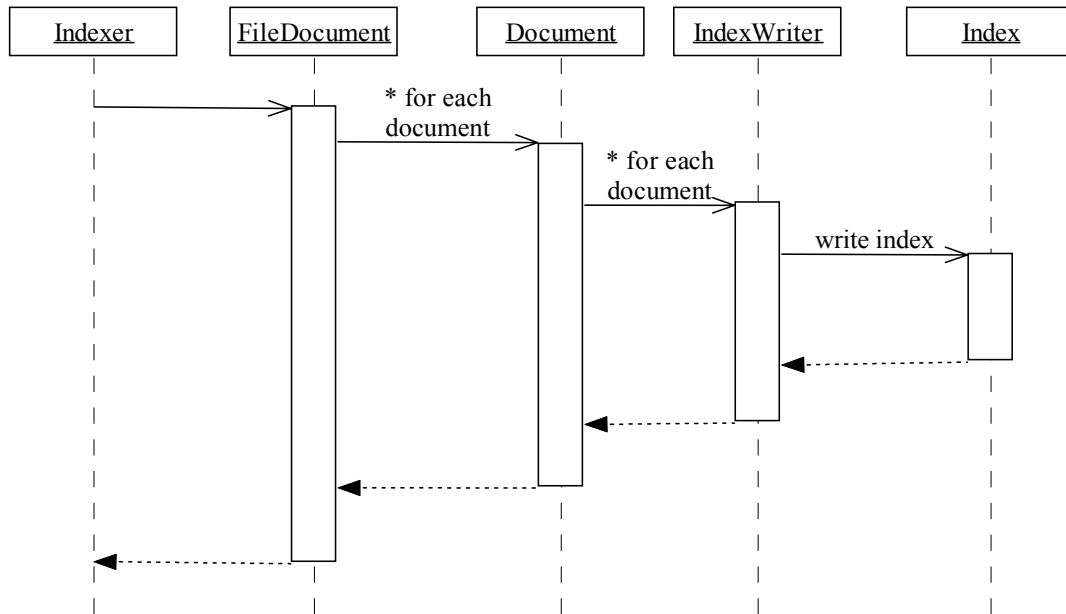 Indexer
FileDocument
Document
IndexWriter
Index
* for each
document
* for each
document
write index